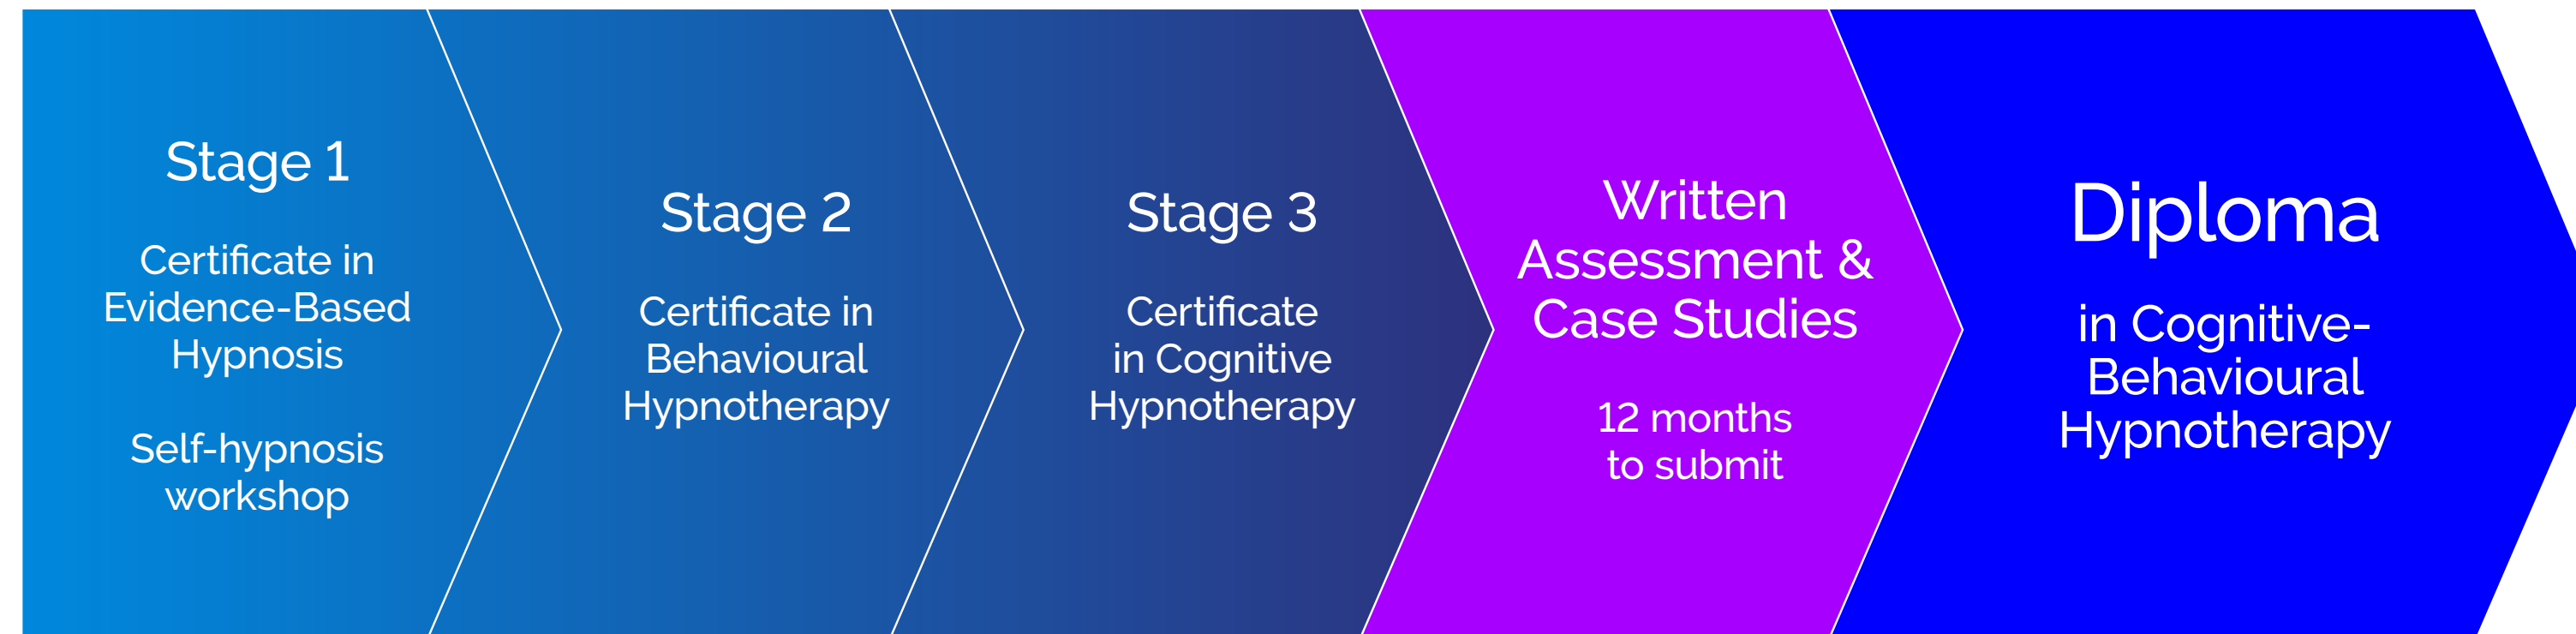 Stage 1
Certificate in
Evidence-Based
Hypnosis
Self-hypnosis
workshop
Stage 2
Certificate in
Behavioural
Hypnotherapy
Stage 3
Certificate
in Cognitive
Hypnotherapy
Written
Assessment &
Case Studies
12 months
to submit
Diploma
in Cognitive-
Behavioural
Hypnotherapy